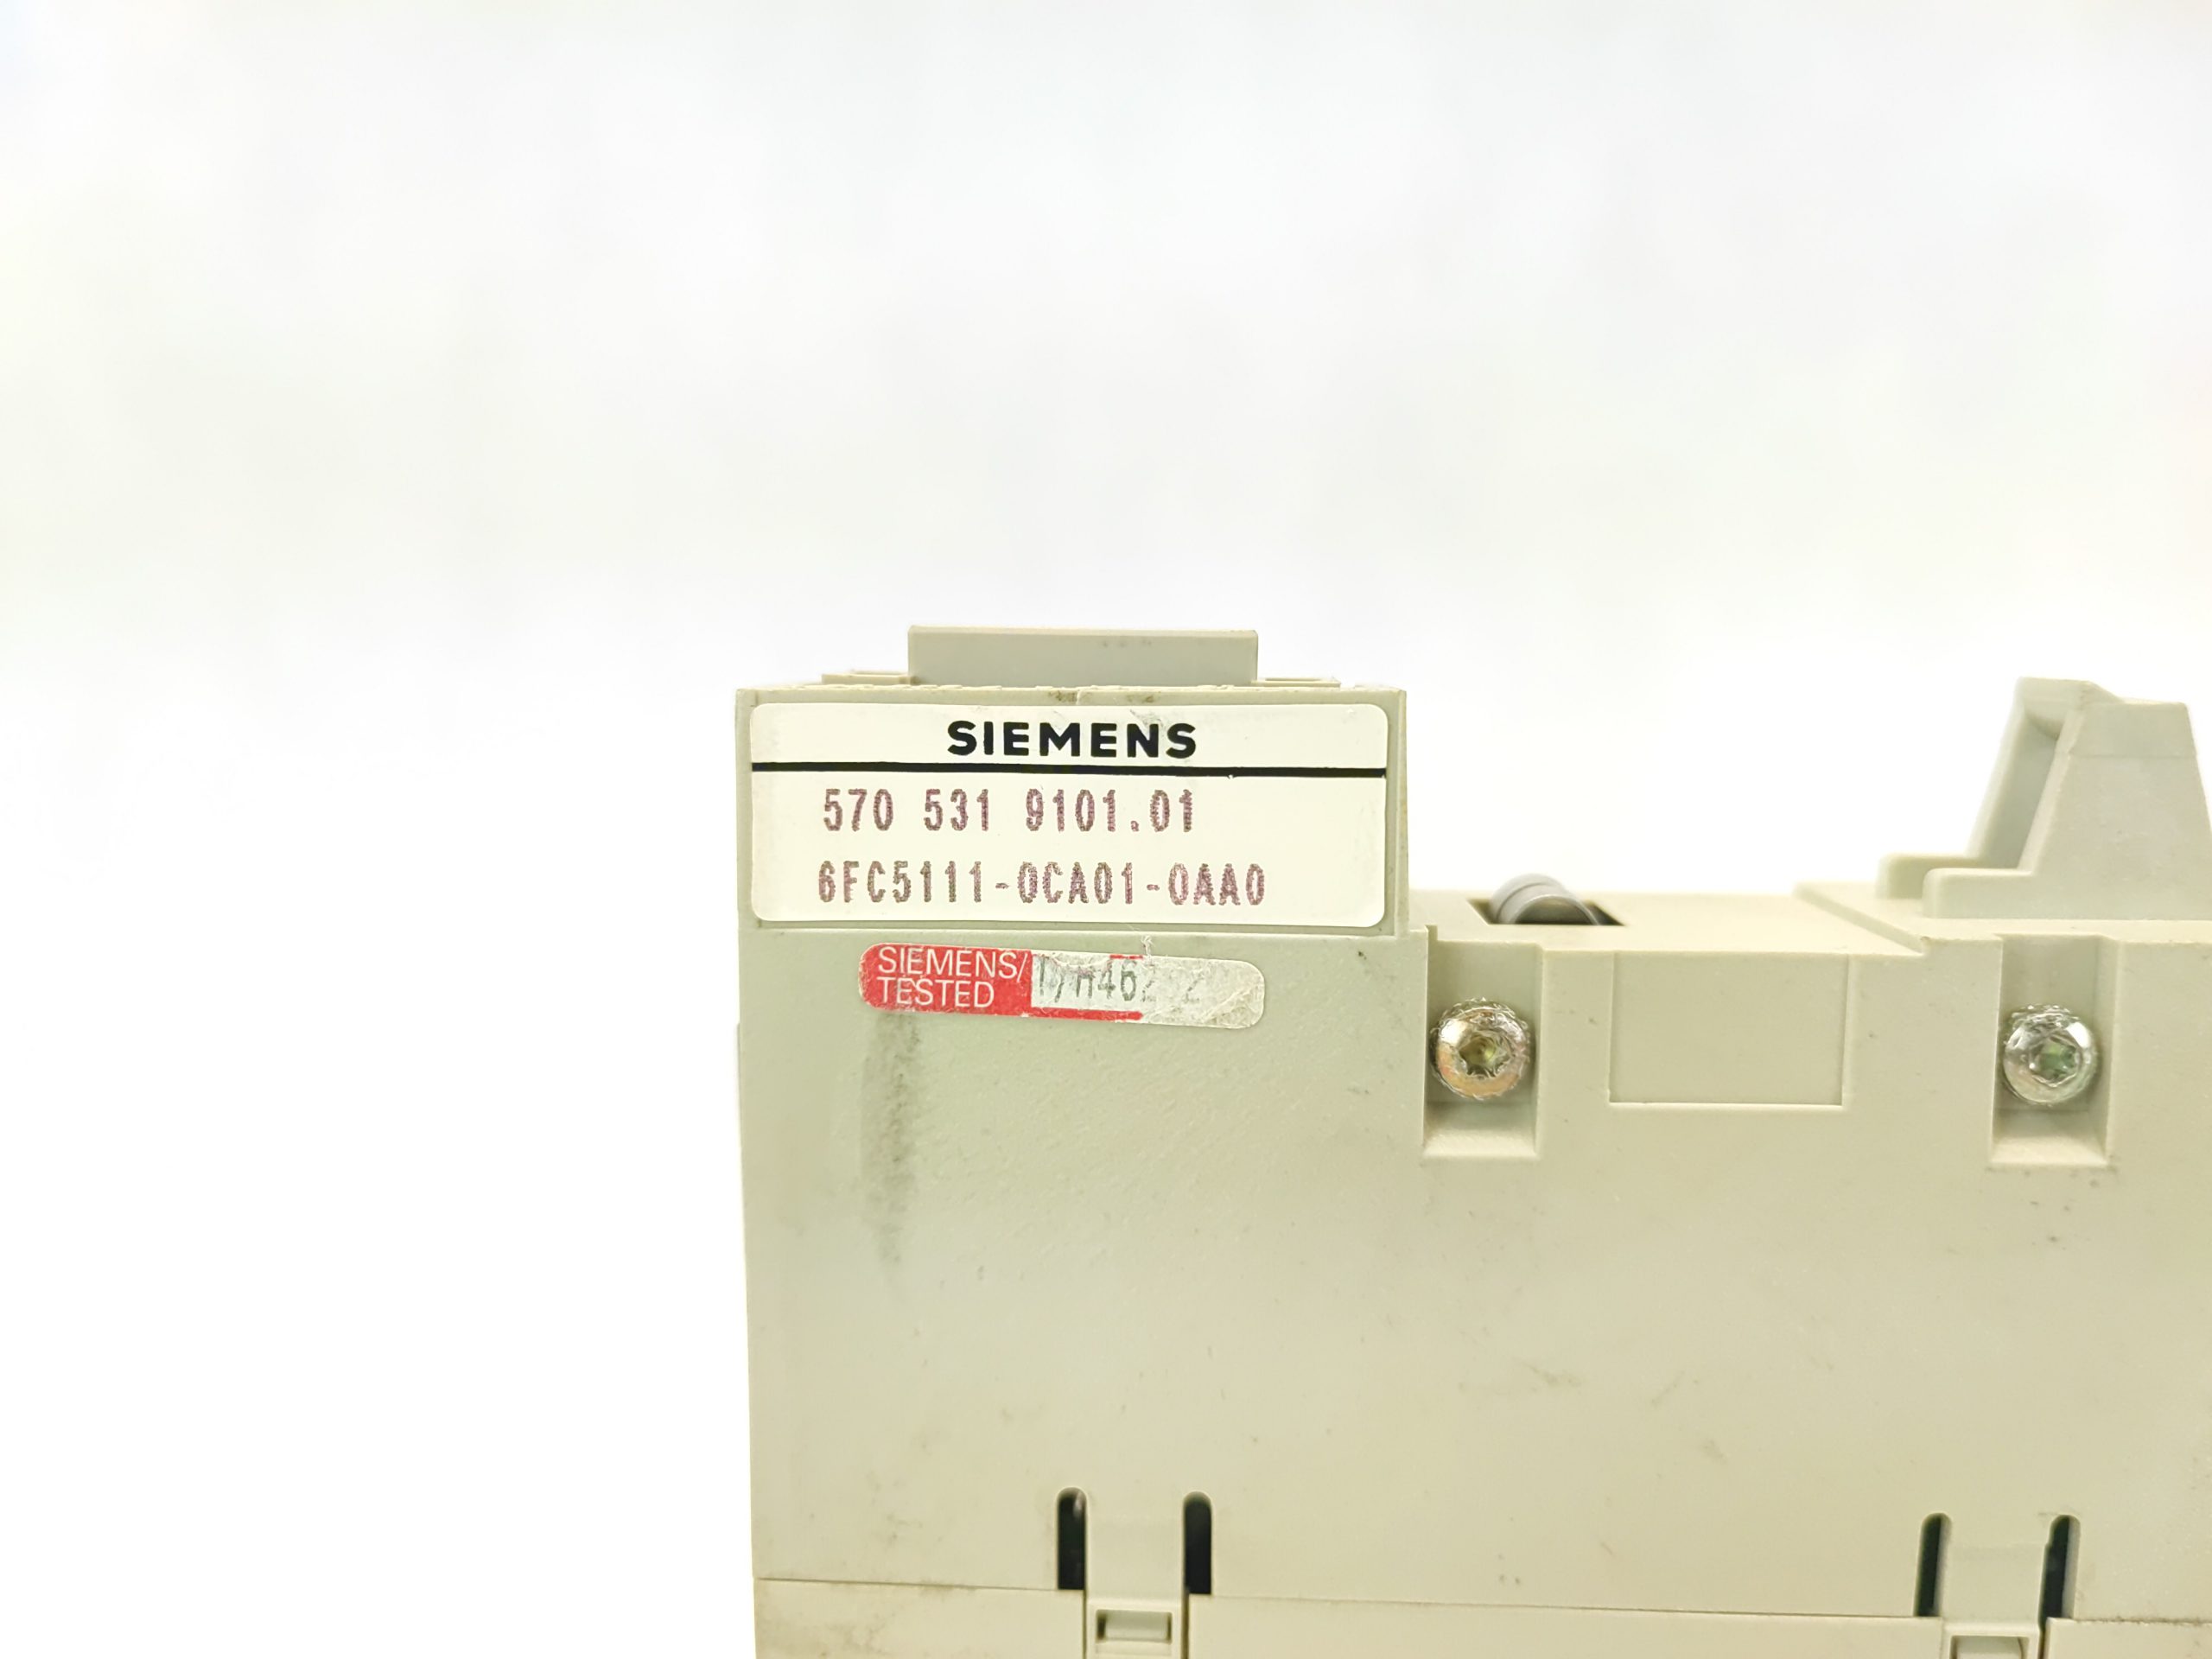 SIEMENS
570 531 9101.01
6FC5111-0CA01-0AA0
SIEMENS/
TESTED